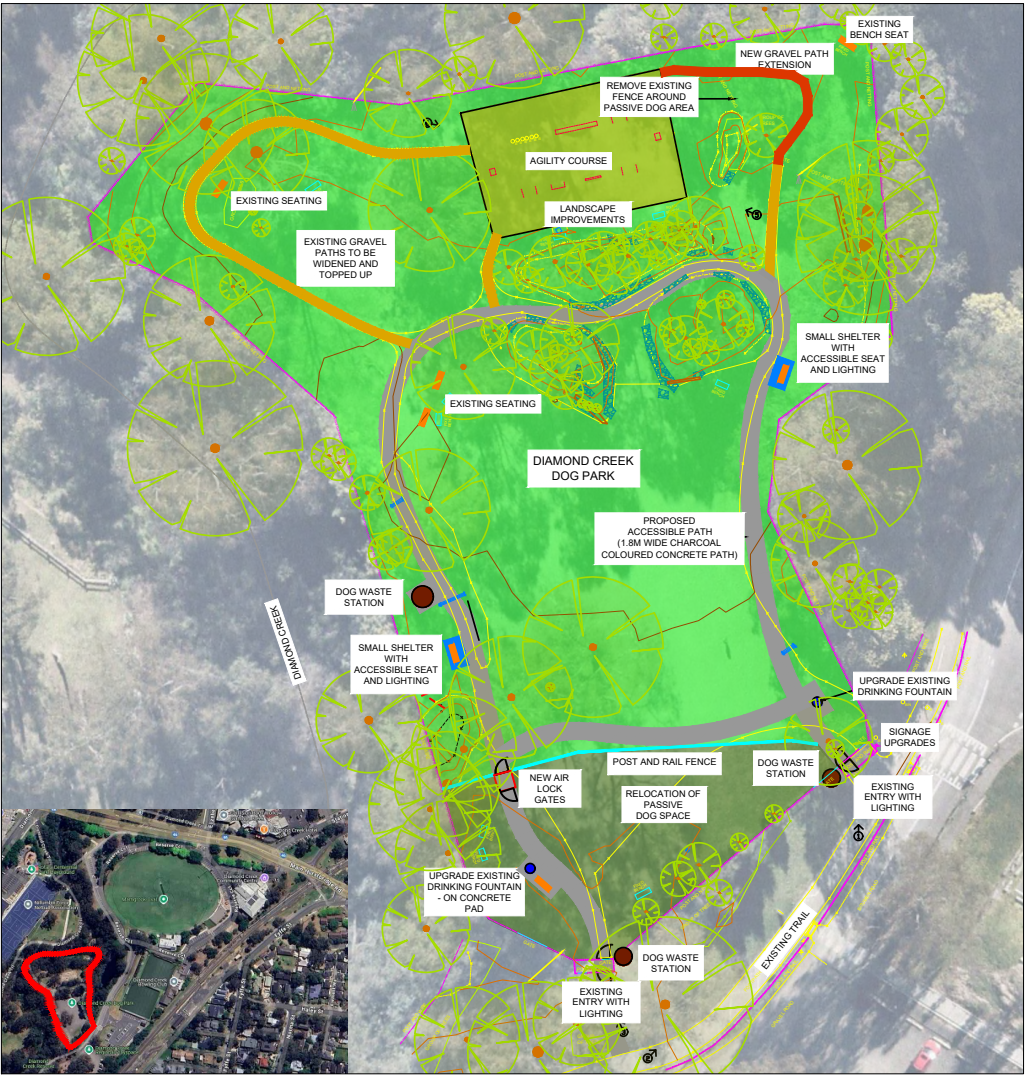 EXISTING
BENCH SEAT
NEW GRAVEL PATH
EXTENSION
REMOVE EXISTING
FENCE AROUND
PASSIVE DOG AREA
AGILITY COURSE
EXISTING SEATING
LANDSCAPE
IMPROVEMENTS
EXISTING GRAVEL
PATHS TO BE
WIDENED AND
TOPPED UP
SMALL SHELTER
WITH
ACCESSIBLE SEAT
AND LIGHTING
EXISTING SEATING
DIAMOND CREEK
DOG PARK
PROPOSED
ACCESSIBLE PATH
(1.8M WIDE CHARCOAL
COLOURED CONCRETE PATH)
DOG WASTE
STATION
DIAMOND CREEK
SMALL SHELTER
WITH
ACCESSIBLE SEAT
AND LIGHTING
UPGRADE EXISTING
DRINKING FOUNTAIN
SIGNAGE
UPGRADES
POST AND RAIL FENCE
DOG WASTE
STATION
NEW AIR
LOCK
GATES
RELOCATION OF
PASSIVE
DOG SPACE
EXISTING
ENTRY WITH
LIGHTING
UPGRADE EXISTING
DRINKING FOUNTAIN
- ON CONCRETE
PAD
EXISTING TRAIL
DOG WASTE
STATION
EXISTING
ENTRY WITH
LIGHTING